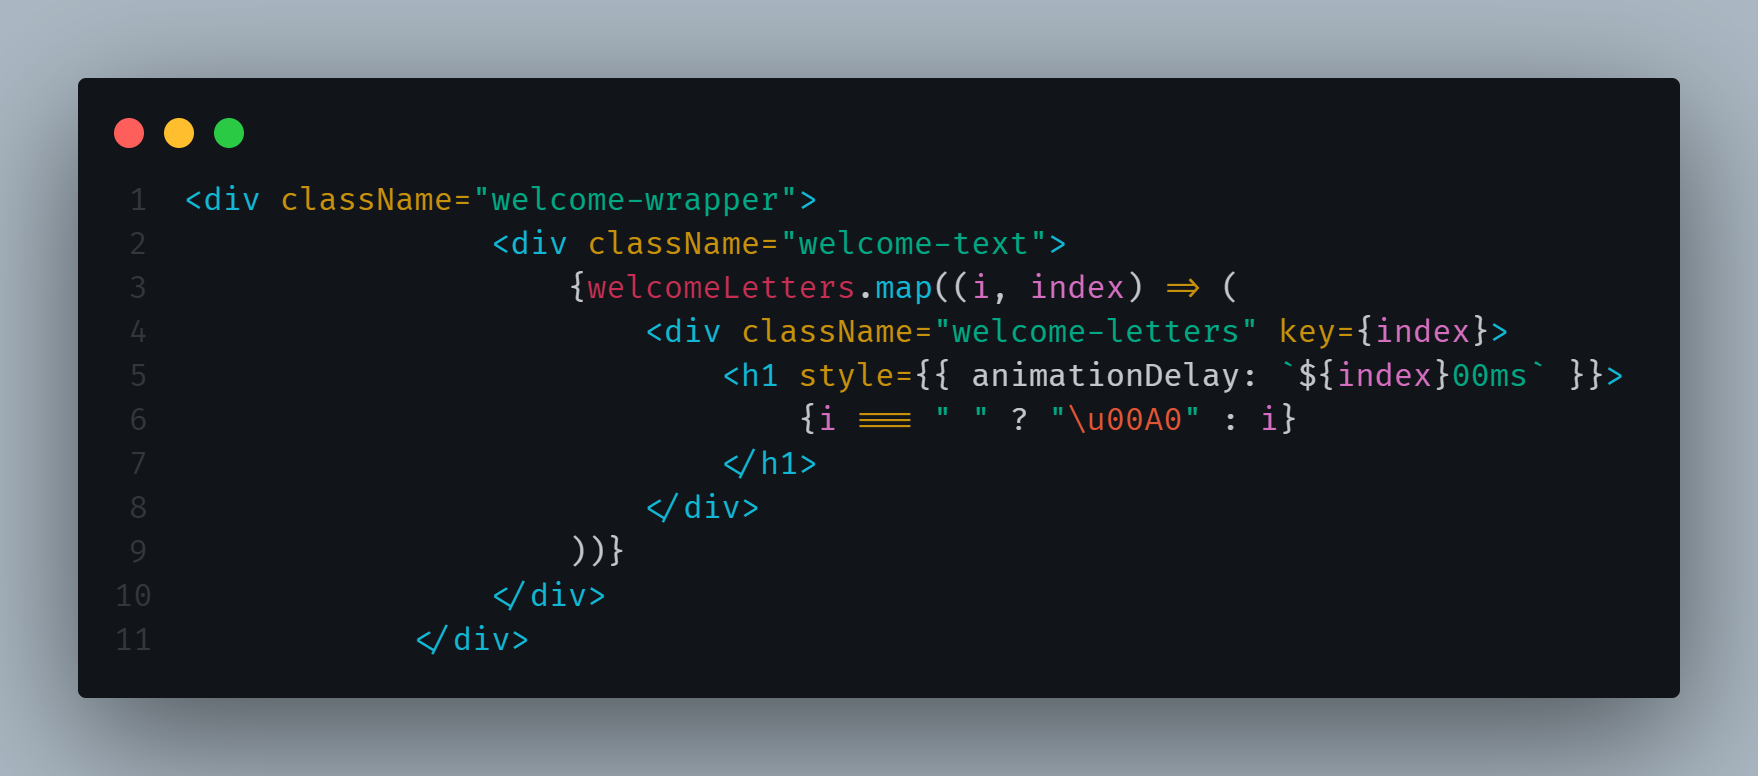 1 <div className="welcome-wrapper">
2                 <div className="welcome-text">
3                     {welcomeLetters.map((i, index) => (
4                         <div className="welcome-letters" key={index}>
5                             <h1 style={{ animationDelay: `${index}00ms` }}>
6                                 {i === " " ? "\u00A0" : i}
7                             </h1>
8                         </div>
9                     ))}
10                 </div>
11             </div>